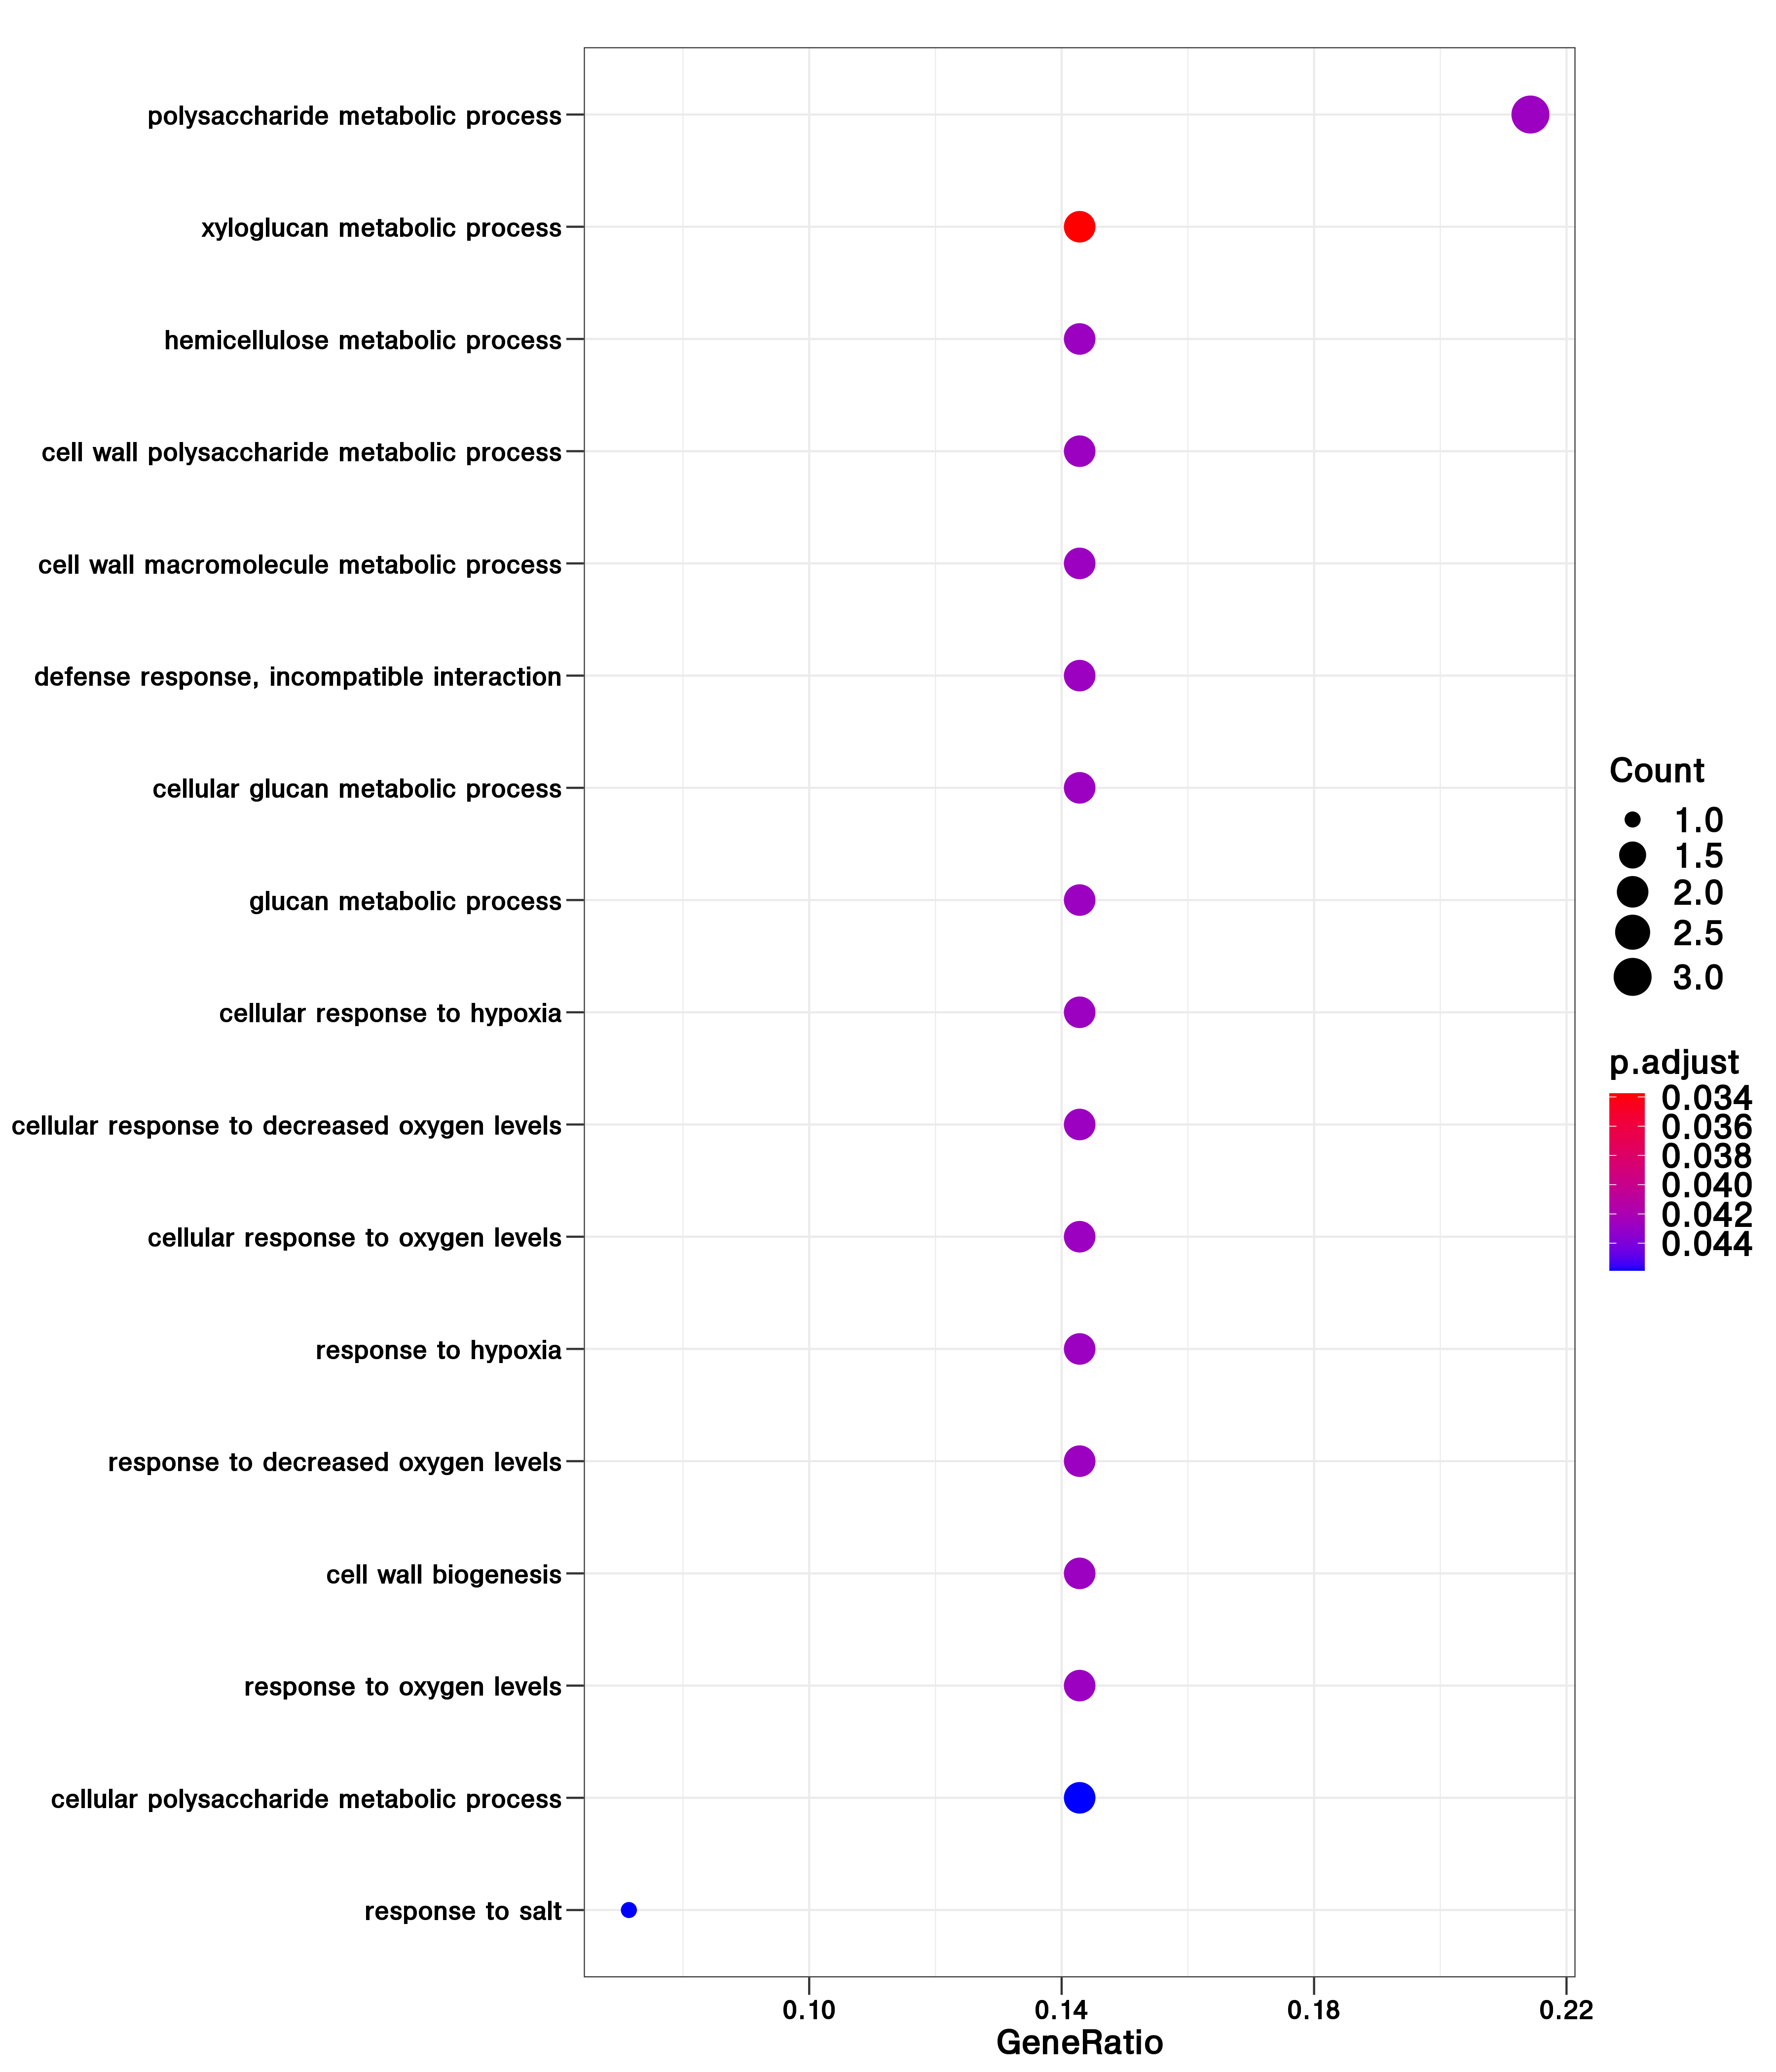 polysaccharide metabolic process
xyloglucan metabolic process
hemicellulose metabolic process
cell wall polysaccharide metabolic process
cell wall macromolecule metabolic process
defense response, incompatible interaction
cellular glucan metabolic process
glucan metabolic process
cellular response to hypoxia
cellular response to decreased oxygen levels
cellular response to oxygen levels
response to hypoxia
response to decreased oxygen levels
cell wall biogenesis
response to oxygen levels
cellular polysaccharide metabolic process
response to salt
0.10 0.14 0.18 0.22
GeneRatio
Count
1.0
1.5
2.0
2.5
3.0
p.adjust
0.034
0.036
0.038
0.040
0.042
0.044